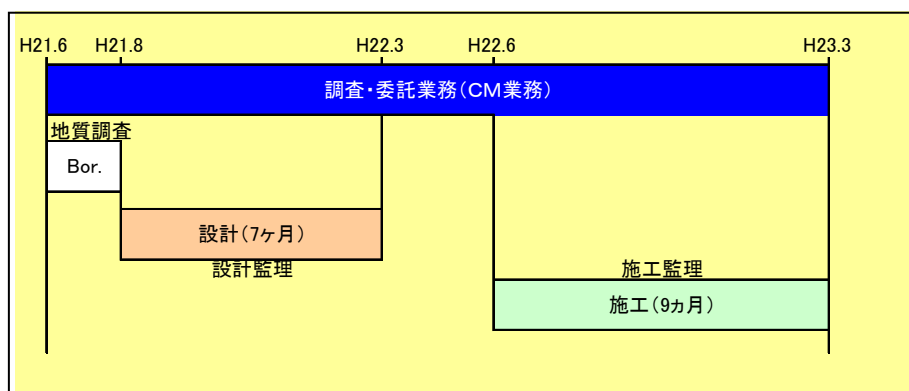 H21.6 H21.8 H22.3 H22.6 H23.3
調査・委託業務(CM業務)
地質調査
Bor.
設計(7ヶ月)
設計監理
施工監理
施工(9ヵ月)